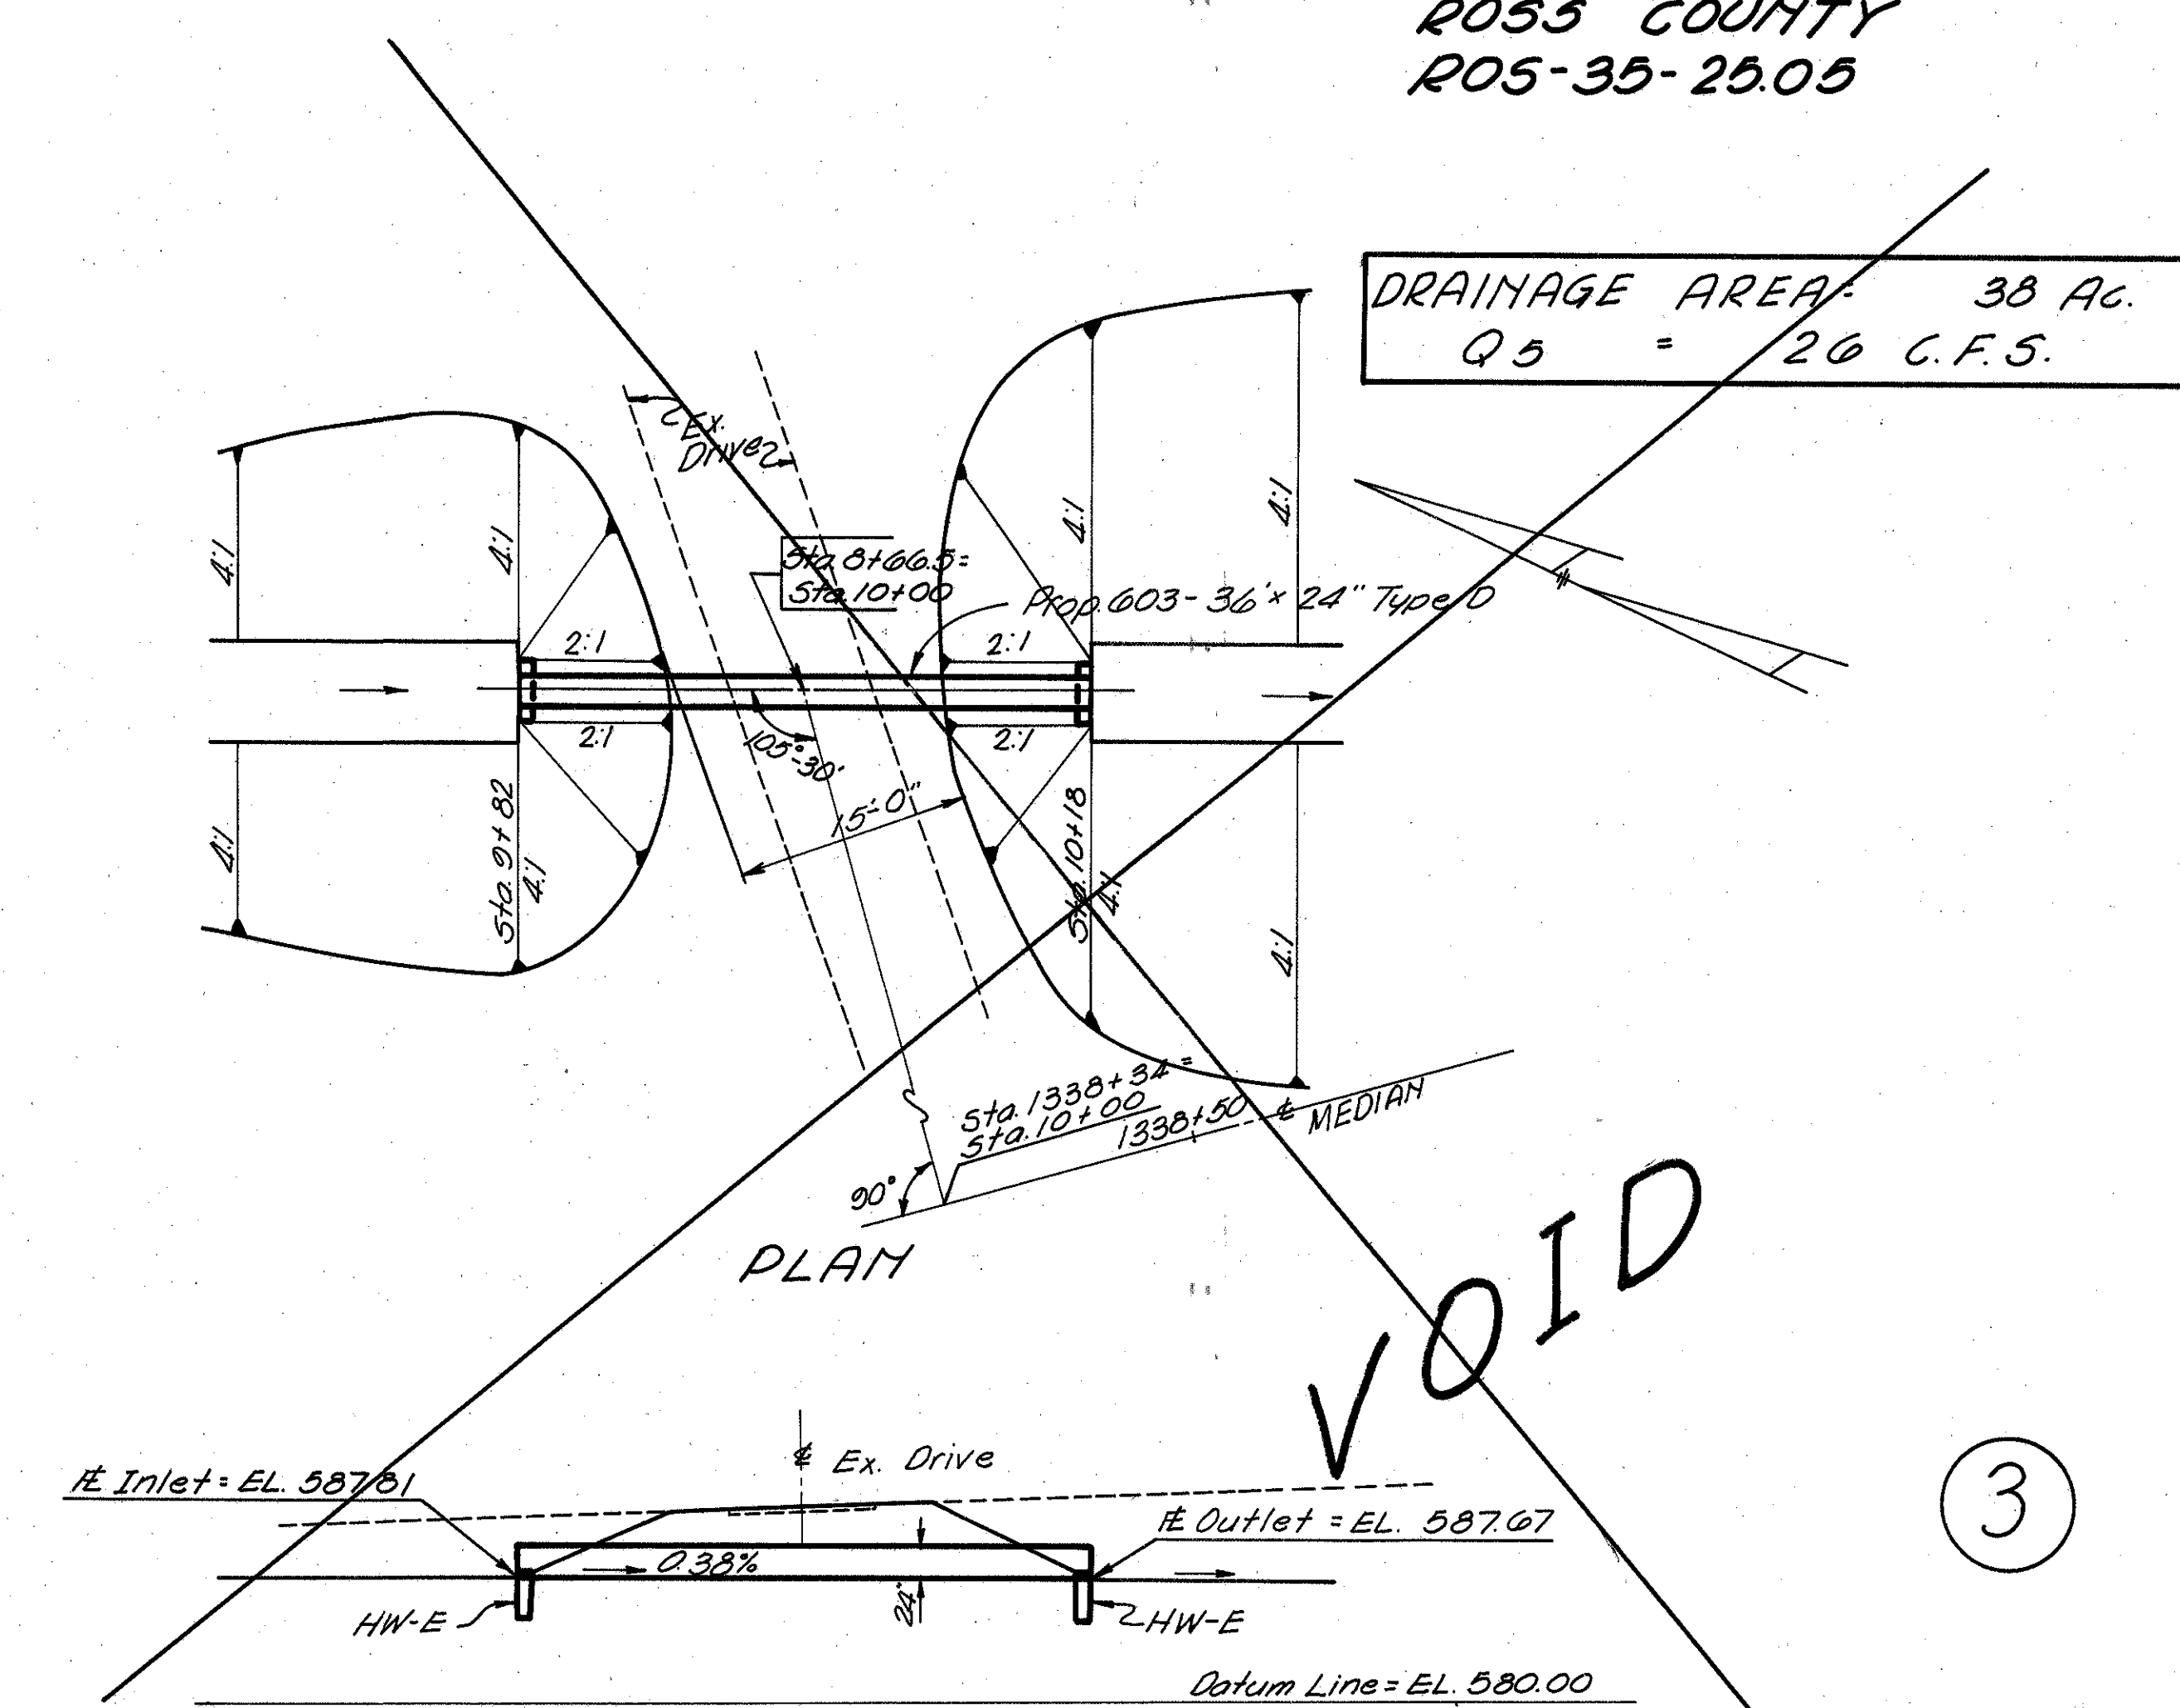 ROSS COUNTY
ROS-35-25.05
DRAINAGE AREA= 38 Ac.
Q5 = 26 C.F.S.
Ex.
Drive
4:1
4:1
4:1
4:1
Sta. 8+66.5=
Sta. 10+00
Prop. 603-36'x 24" Type D
2:1
2:1
2:1
2:1
105°-30'
15'-0"
4:1
Sta. 9+82
4:1
Sta. 10+18
4:1
4:1
Sta. 1338+34 =
Sta. 10+00
1338+50
℄ MEDIAN
90°
PLAN
VOID
℄ Ex. Drive
Inlet = EL. 587.81
Outlet = EL. 587.67
0.38%
24"
HW-E
HW-E
3
Datum Line = EL. 580.00